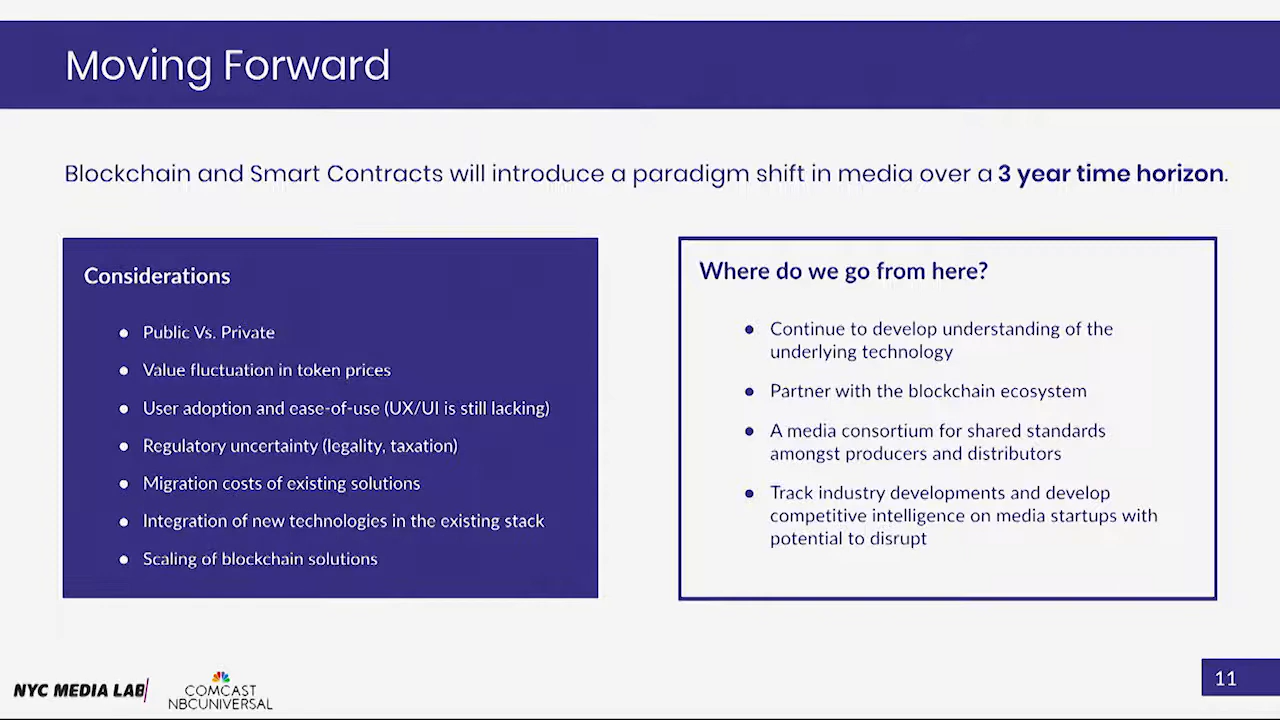 Moving Forward
Blockchain and Smart Contracts will introduce a paradigm shift in media over a 3 year time horizon.
Considerations
● Public Vs. Private
● Value fluctuation in token prices
● User adoption and ease-of-use (UX/UI is still lacking)
● Regulatory uncertainty (legality, taxation)
● Migration costs of existing solutions
● Integration of new technologies in the existing stack
● Scaling of blockchain solutions
Where do we go from here?
● Continue to develop understanding of the
underlying technology
● Partner with the blockchain ecosystem
● A media consortium for shared standards
amongst producers and distributors
● Track industry developments and develop
competitive intelligence on media startups with
potential to disrupt
NYC MEDIA LAB
COMCAST
NBCUNIVERSAL
11